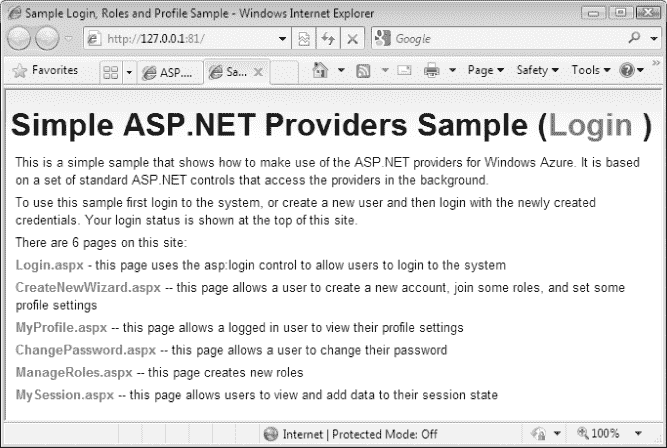 Sample Login, Roles and Profile Sample - Windows Internet Explorer
http://127.0.0.1:81/
Google
Favorites
ASP....
Sa...
Page
Safety
Tools
Simple ASP.NET Providers Sample (Login )
This is a simple sample that shows how to make use of the ASP.NET providers for Windows Azure. It is based
on a set of standard ASP.NET controls that access the providers in the background.
To use this sample first login to the system, or create a new user and then login with the newly created
credentials. Your login status is shown at the top of this site.
There are 6 pages on this site:
Login.aspx - this page uses the asp:login control to allow users to login to the system
CreateNewWizard.aspx -- this page allows a user to create a new account, join some roles, and set some
profile settings
MyProfile.aspx -- this page allows a logged in user to view their profile settings
ChangePassword.aspx -- this page allows a user to change their password
ManageRoles.aspx -- this page creates new roles
MySession.aspx -- this page allows users to view and add data to their session state
Internet | Protected Mode: Off
100%